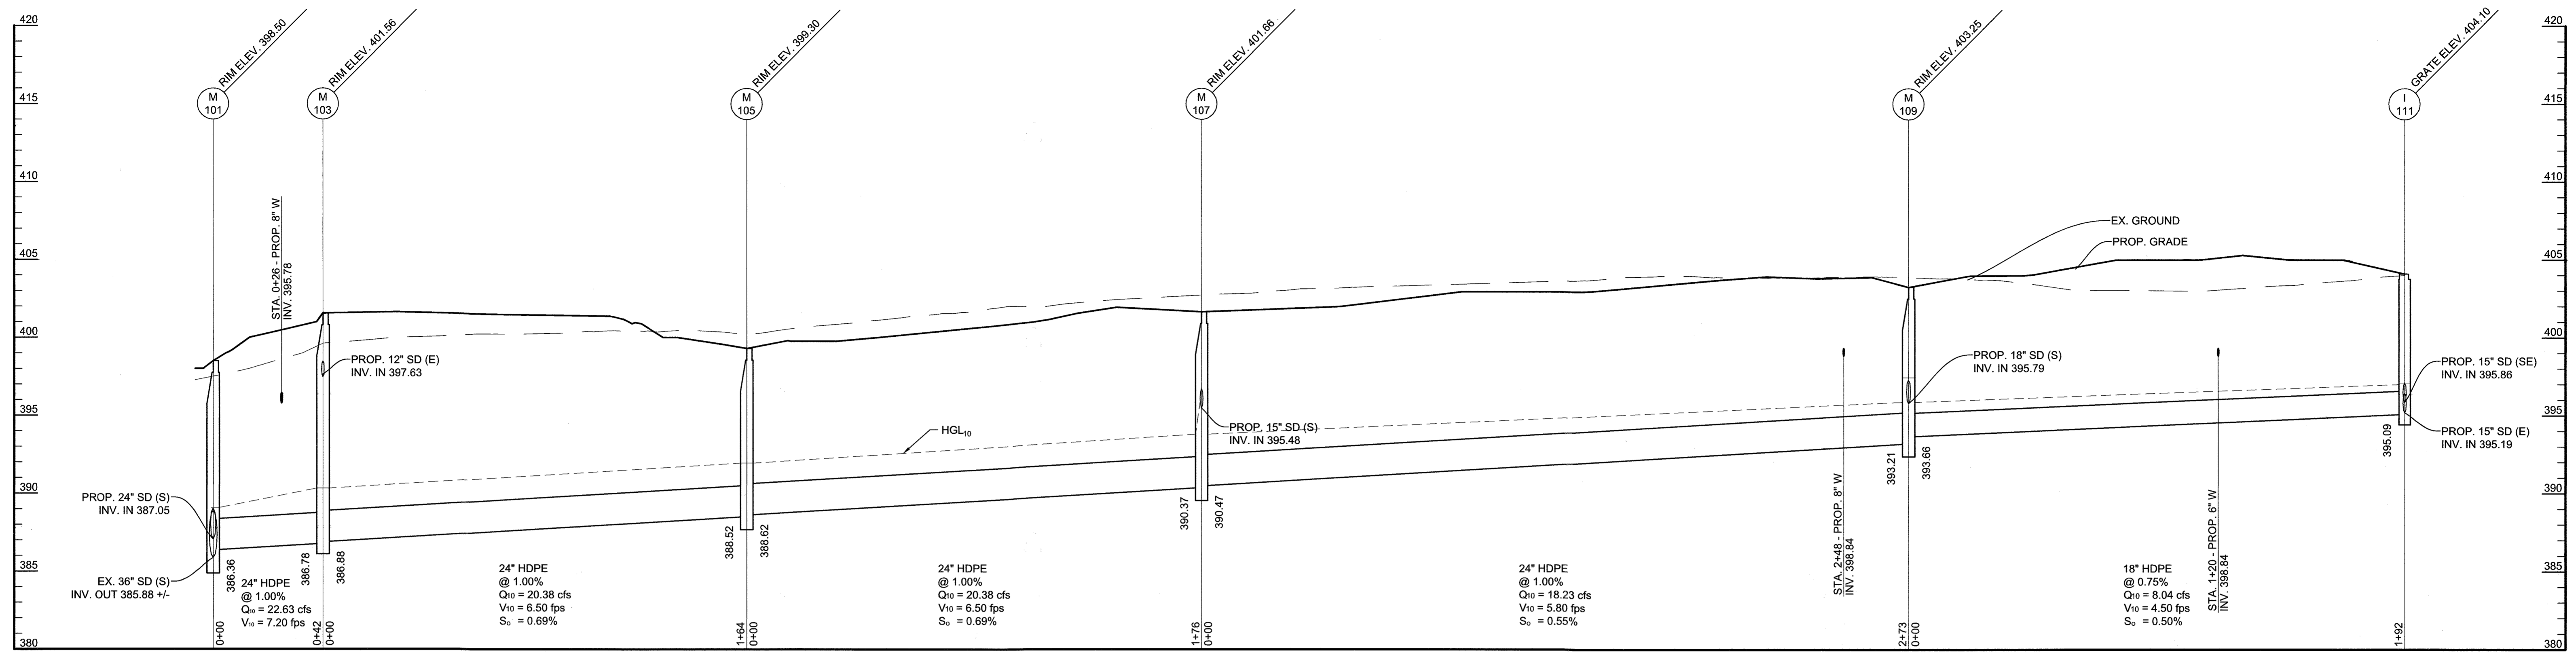 420
415
410
405
400
395
390
385
380
RIM ELEV. 398.50
M
101
RIM ELEV. 401.56
M
103
RIM ELEV. 399.30
M
105
RIM ELEV. 401.66
M
107
RIM ELEV. 403.25
M
109
GRATE ELEV. 404.10
I
111
420
415
410
405
400
395
390
385
380
STA. 0+26 - PROP. 8" W
INV. 395.78
PROP. 12" SD (E)
INV. IN 397.63
PROP. 24" SD (S)
INV. IN 387.05
EX. 36" SD (S)
INV. OUT 385.88 +/-
HGL10
PROP. 15" SD (S)
INV. IN 395.48
EX. GROUND
PROP. GRADE
PROP. 18" SD (S)
INV. IN 395.79
PROP. 15" SD (SE)
INV. IN 395.86
PROP. 15" SD (E)
INV. IN 395.19
STA. 2+48 - PROP. 8" W
INV. 398.84
STA. 1+20 - PROP. 6" W
INV. 398.84
386.36
386.78
386.88
388.52
388.62
390.37
390.47
393.21
393.66
395.09
24" HDPE
@ 1.00%
Q10 = 22.63 cfs
V10 = 7.20 fps
24" HDPE
@ 1.00%
Q10 = 20.38 cfs
V10 = 6.50 fps
So = 0.69%
24" HDPE
@ 1.00%
Q10 = 20.38 cfs
V10 = 6.50 fps
So = 0.69%
24" HDPE
@ 1.00%
Q10 = 18.23 cfs
V10 = 5.80 fps
So = 0.55%
18" HDPE
@ 0.75%
Q10 = 8.04 cfs
V10 = 4.50 fps
So = 0.50%
0+00
0+42
0+00
1+64
0+00
1+76
0+00
2+73
0+00
1+92